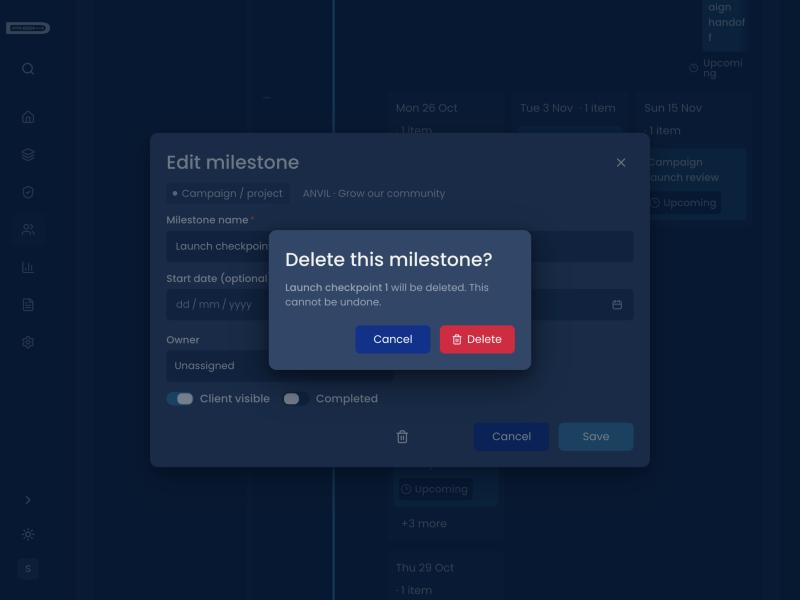 aign
handof
f
Upcomi
ng
Mon 26 Oct
· 1 item
Tue 3 Nov · 1 item
Sun 15 Nov
· 1 item
Campaign
launch review
Upcoming
Edit milestone
Campaign / project
ANVIL · Grow our community
Milestone name*
Launch checkpoin
Start date (optional
dd / mm / yyyy
Owner
Unassigned
Client visible
Completed
Cancel
Save
Delete this milestone?
Launch checkpoint 1 will be deleted. This
cannot be undone.
Cancel
Delete
Upcoming
+3 more
Thu 29 Oct
· 1 item
S